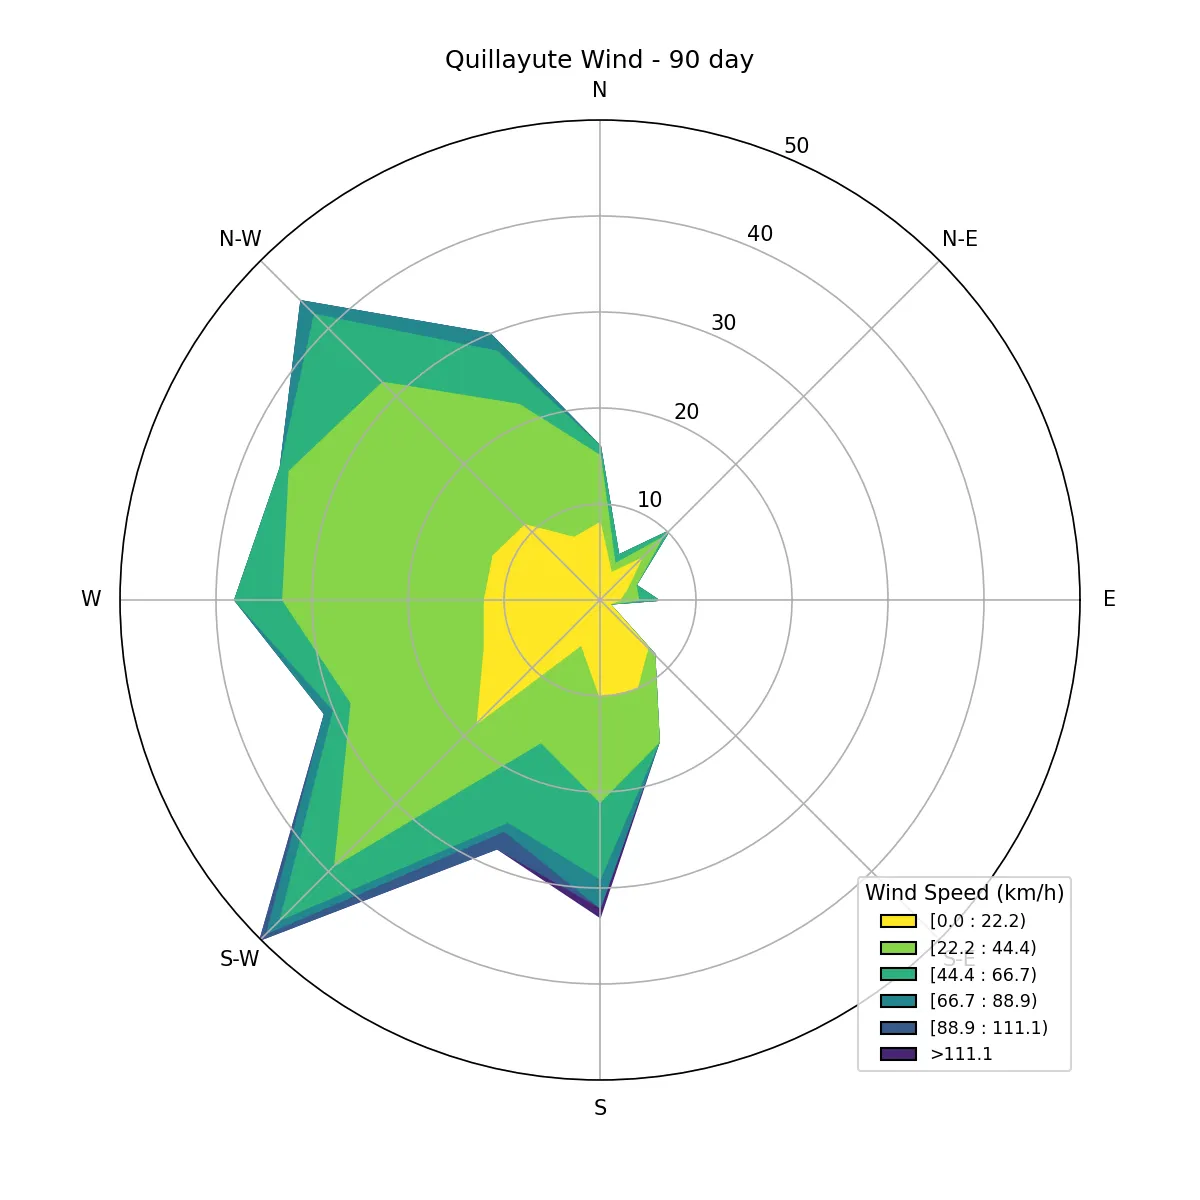 Quillayute Wind - 90 day
N
50
N-W
N-E
40
30
20
10
W
E
S-W
S-E
S
Wind Speed (km/h)
[0.0 : 22.2)
[22.2 : 44.4)
[44.4 : 66.7)
[66.7 : 88.9)
[88.9 : 111.1)
>111.1